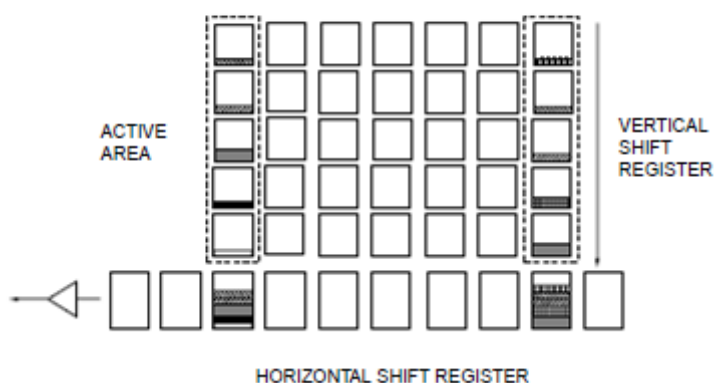 ACTIVE
AREA
VERTICAL
SHIFT
REGISTER
HORIZONTAL SHIFT REGISTER